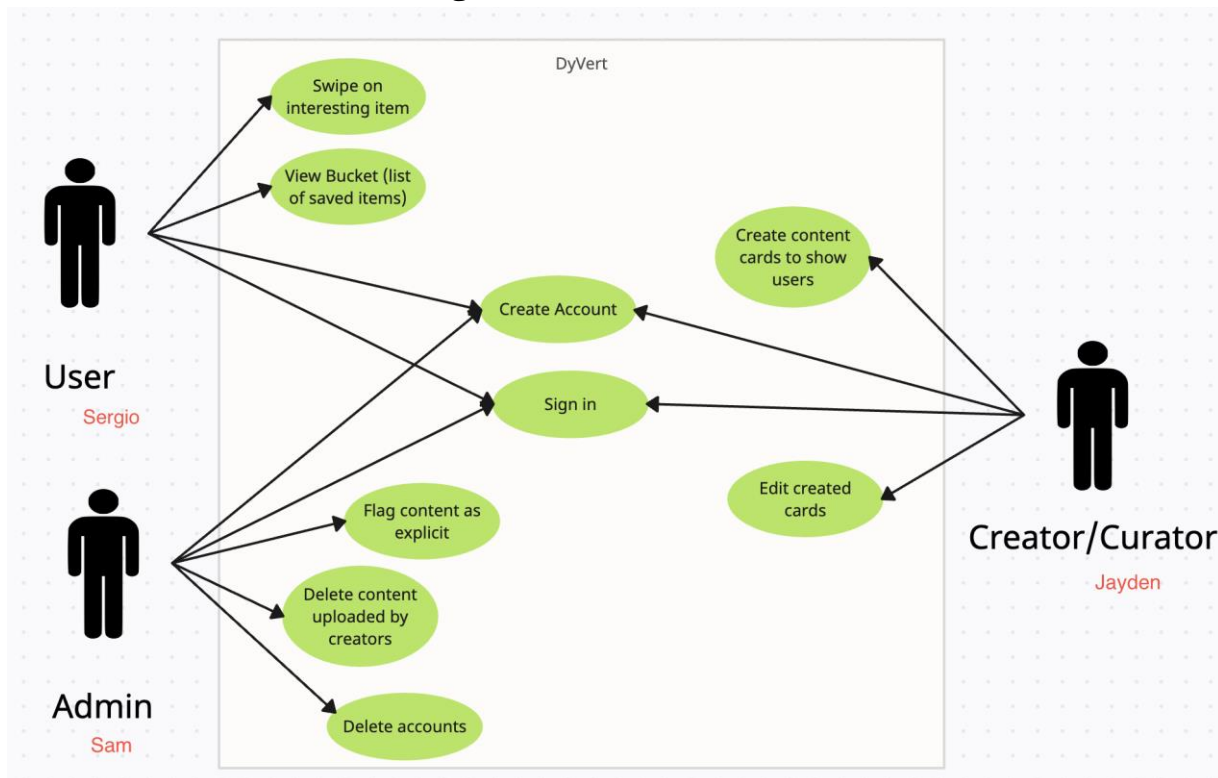 DyVert
Swipe on
interesting item
View Bucket (list
of saved items)
Create content
cards to show
users
Create Account
User
Sergio
Sign in
Edit created
cards
Flag content as
explicit
Creator/Curator
Jayden
Delete content
uploaded by
creators
Admin
Sam
Delete accounts